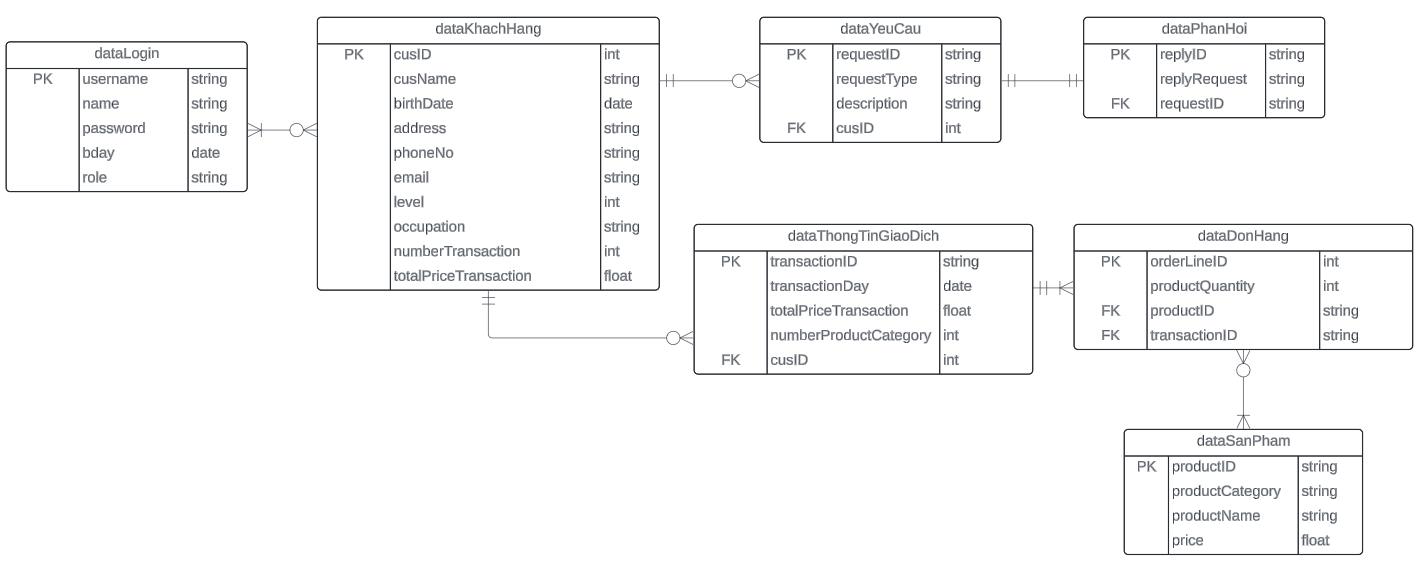 dataLogin
PK username string
name string
password string
bday date
role string
dataKhachHang
PK cusID int
cusName string
birthDate date
address string
phoneNo string
email string
level int
occupation string
numberTransaction int
totalPriceTransaction float
dataYeuCau
PK requestID string
requestType string
description string
FK cusID int
dataPhanHoi
PK replyID string
replyRequest string
FK requestID string
dataThongTinGiaoDich
PK transactionID string
transactionDay date
totalPriceTransaction float
numberProductCategory int
FK cusID int
dataDonHang
PK orderLineID int
productQuantity int
FK productID string
FK transactionID string
dataSanPham
PK productID string
productCategory string
productName string
price float